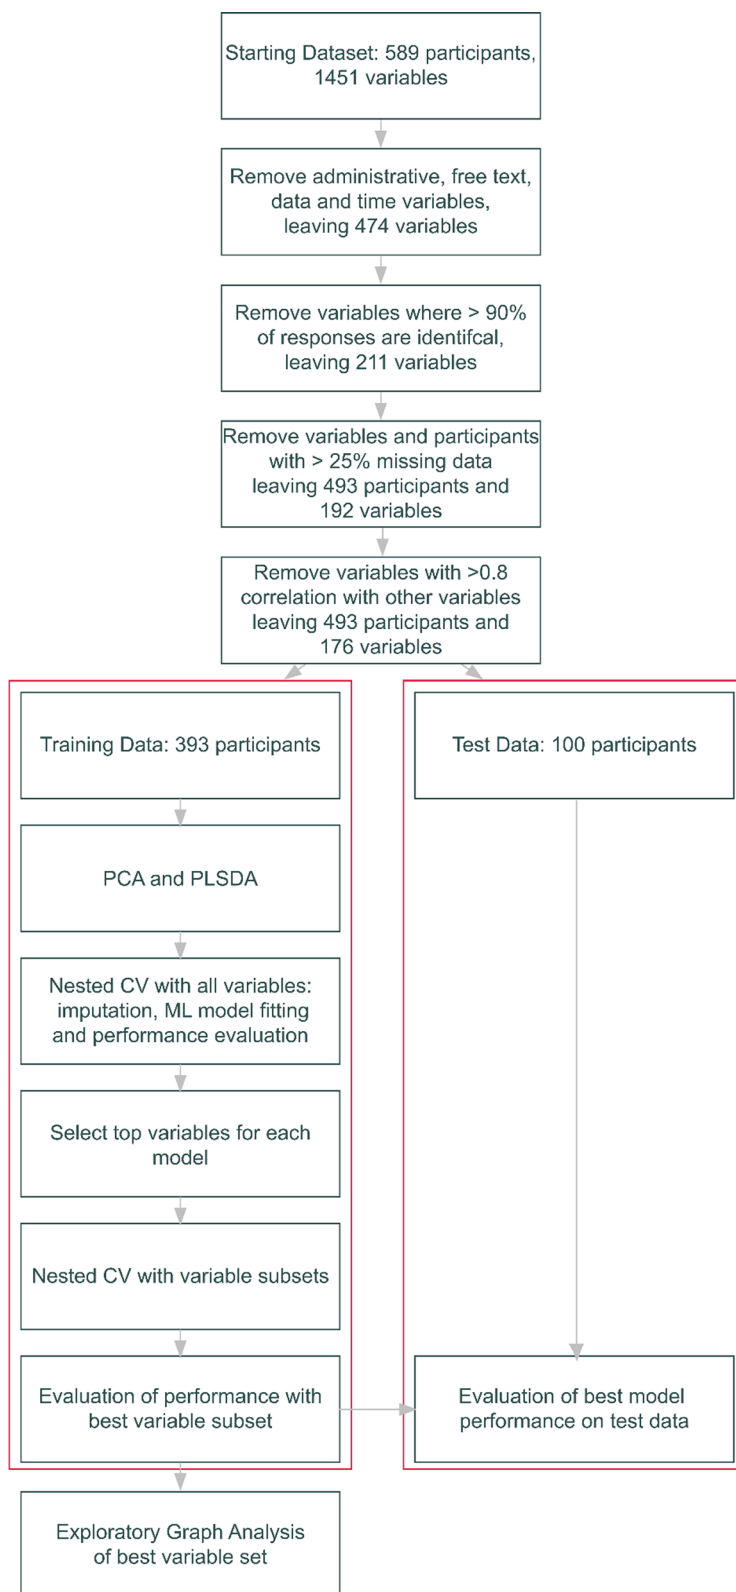 Starting Dataset: 589 participants,
1451 variables
Remove administrative, free text,
data and time variables,
leaving 474 variables
Remove variables where > 90%
of responses are identifcal,
leaving 211 variables
Remove variables and participants
with > 25% missing data
leaving 493 participants and
192 variables
Remove variables with >0.8
correlation with other variables
leaving 493 participants and
176 variables
Training Data: 393 participants
PCA and PLSDA
Nested CV with all variables:
imputation, ML model fitting
and performance evaluation
Select top variables for each
model
Nested CV with variable subsets
Evaluation of performance with
best variable subset
Test Data: 100 participants
Evaluation of best model
performance on test data
Exploratory Graph Analysis
of best variable set